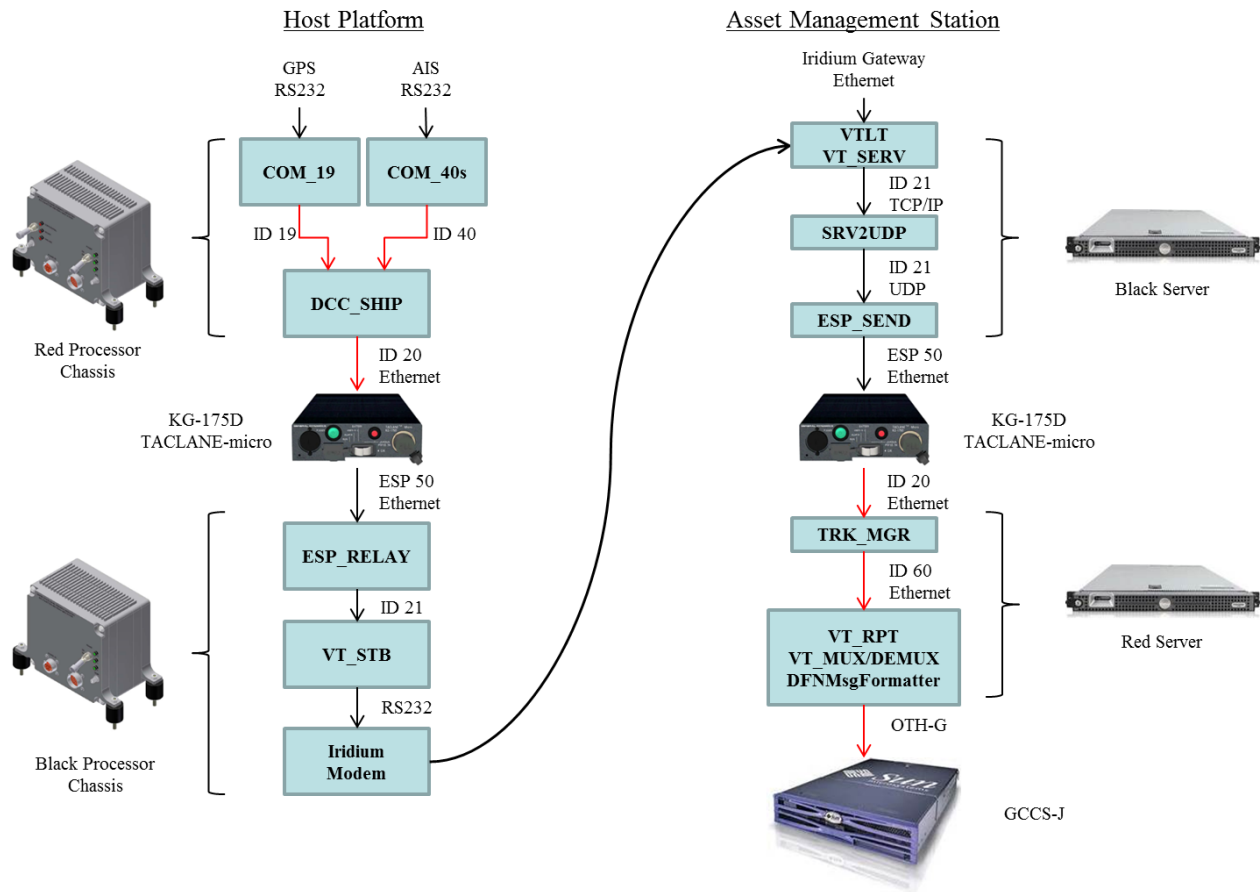 Host Platform
GPS
RS232
AIS
RS232
COM_19
COM_40s
ID 19
ID 40
DCC_SHIP
Red Processor
Chassis
ID 20
Ethernet
KG-175D
TACLANE-micro
ESP 50
Ethernet
ESP_RELAY
ID 21
VT_STB
RS232
Iridium
Modem
Black Processor
Chassis
Asset Management Station
Iridium Gateway
Ethernet
VTLT
VT_SERV
ID 21
TCP/IP
SRV2UDP
ID 21
UDP
ESP_SEND
Black Server
ESP 50
Ethernet
KG-175D
TACLANE-micro
ID 20
Ethernet
TRK_MGR
ID 60
Ethernet
VT_RPT
VT_MUX/DEMUX
DFNMsgFormatter
Red Server
OTH-G
Sun
GCCS-J